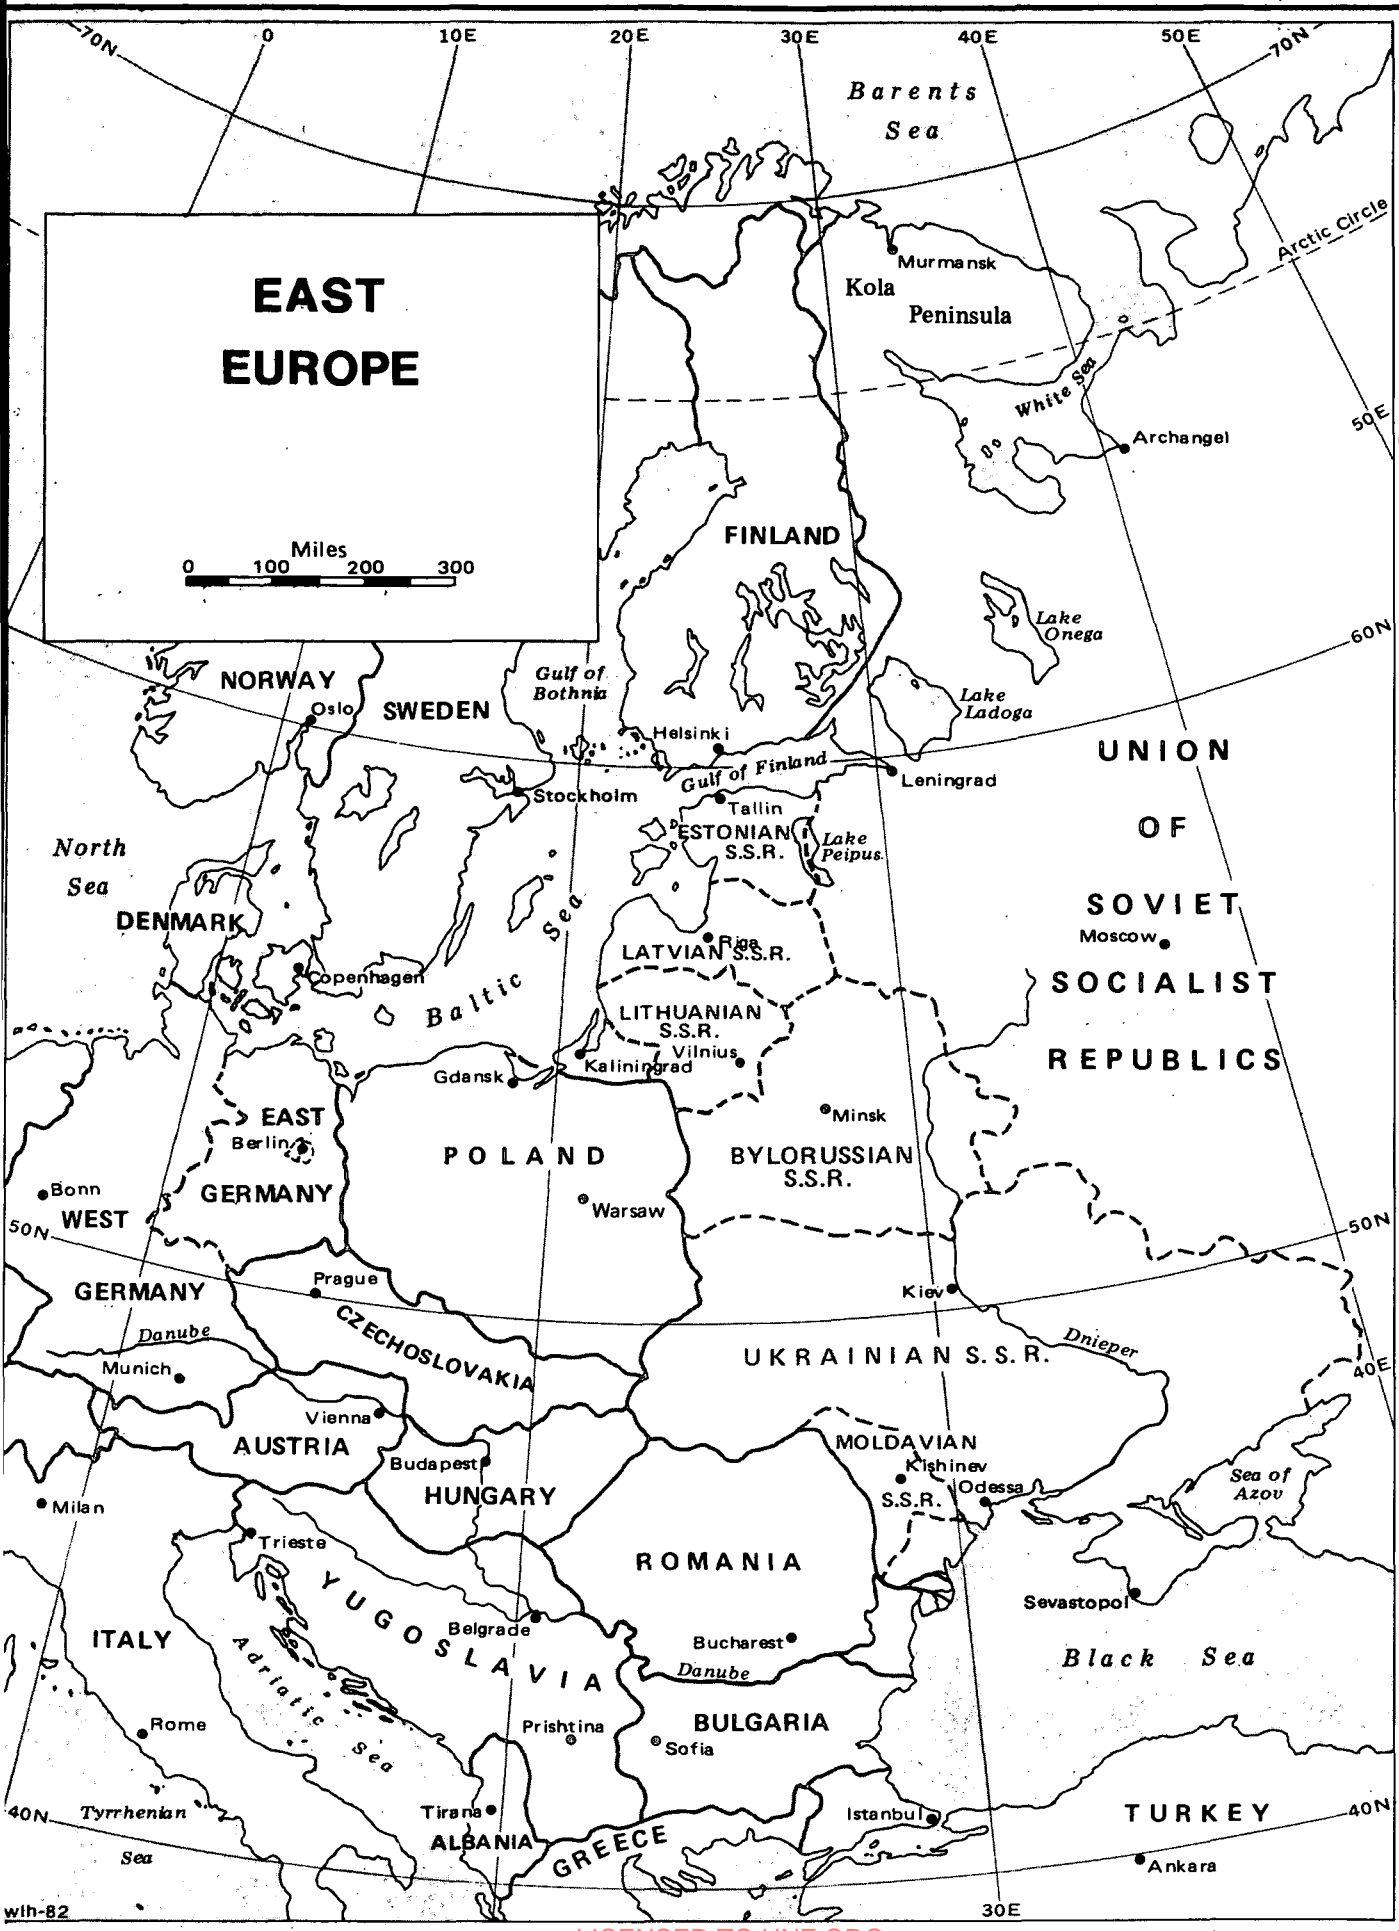 70N
0
10E
20E
30E
40E
50E
70N
Barents
Sea
Arctic Circle
Murmansk
Kola
Peninsula
EAST
EUROPE
White Sea
50E
Archangel
FINLAND
Miles
0 100 200 300
Lake
Onega
60N
NORWAY
Gulf of
Bothnia
Oslo
SWEDEN
Lake
Ladoga
Helsinki
Gulf of Finland
Leningrad
UNION
OF
SOVIET
SOCIALIST
REPUBLICS
Stockholm
Tallin
ESTONIAN
S.S.R.
Lake
Peipus
North
Sea
DENMARK
Moscow
Riga
LATVIAN S.S.R.
Copenhagen
Baltic Sea
LITHUANIAN
S.S.R.
Vilnius
Kaliningrad
Gdansk
EAST
GERMANY
Berlin
Minsk
POLAND
BYLORUSSIAN
S.S.R.
Bonn
WEST
GERMANY
Warsaw
50N
50N
Prague
Kiev
CZECHOSLOVAKIA
Danube
Dnieper
UKRAINIAN S.S.R.
Munich
40E
Vienna
AUSTRIA
MOLDAVIAN
S.S.R.
Kishinev
Budapest
Odessa
Sea of
Azov
Milan
HUNGARY
Trieste
ROMANIA
YUGOSLAVIA
Sevastopol
Belgrade
ITALY
Bucharest
Adriatic Sea
Black Sea
Danube
Rome
Prishtina
BULGARIA
Sofia
40N
Tyrrhenian
Sea
Tirana
ALBANIA
GREECE
Istanbul
TURKEY
40N
Ankara
wlh-82
30E